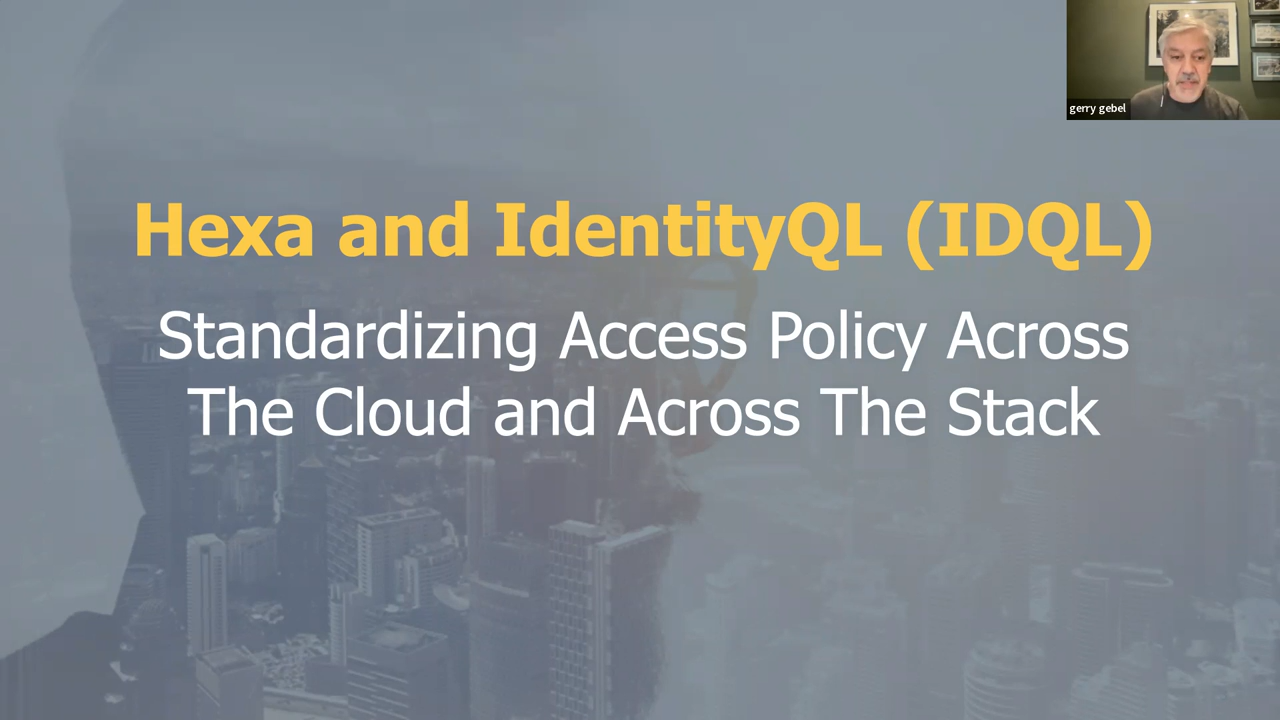 gerry gebel
Hexa and IdentityQL (IDQL)
Standardizing Access Policy Across
The Cloud and Across The Stack